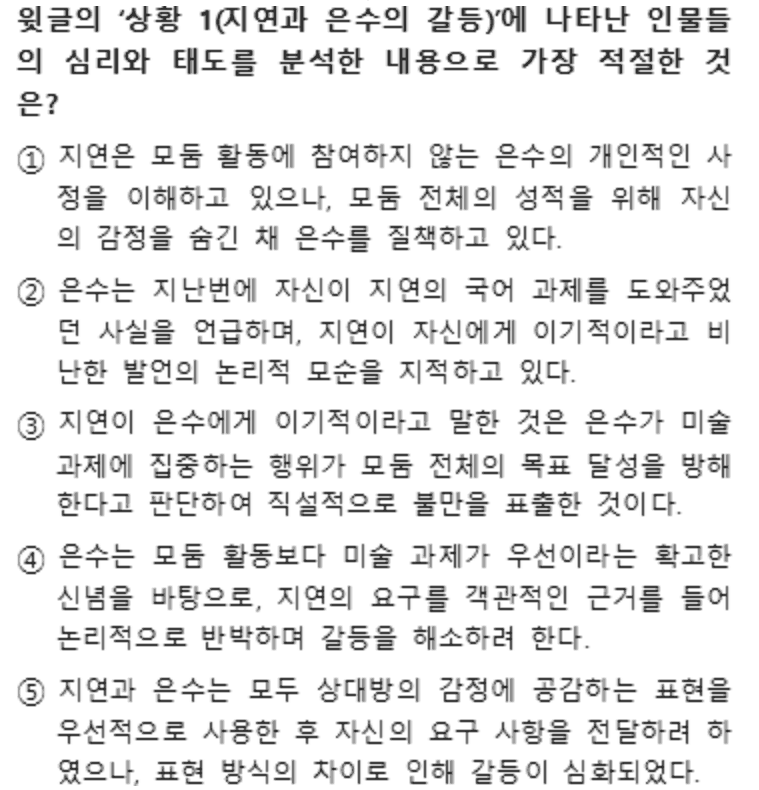 윗글의 ‘상황 1(지연과 은수의 갈등)’에 나타난 인물들
의 심리와 태도를 분석한 내용으로 가장 적절한 것
은?
① 지연은 모둠 활동에 참여하지 않는 은수의 개인적인 사
정을 이해하고 있으나, 모둠 전체의 성적을 위해 자신
의 감정을 숨긴 채 은수를 질책하고 있다.
② 은수는 지난번에 자신이 지연의 국어 과제를 도와주었
던 사실을 언급하며, 지연이 자신에게 이기적이라고 비
난한 발언의 논리적 모순을 지적하고 있다.
③ 지연이 은수에게 이기적이라고 말한 것은 은수가 미술
과제에 집중하는 행위가 모둠 전체의 목표 달성을 방해
한다고 판단하여 직설적으로 불만을 표출한 것이다.
④ 은수는 모둠 활동보다 미술 과제가 우선이라는 확고한
신념을 바탕으로, 지연의 요구를 객관적인 근거를 들어
논리적으로 반박하며 갈등을 해소하려 한다.
⑤ 지연과 은수는 모두 상대방의 감정에 공감하는 표현을
우선적으로 사용한 후 자신의 요구 사항을 전달하려 하
였으나, 표현 방식의 차이로 인해 갈등이 심화되었다.